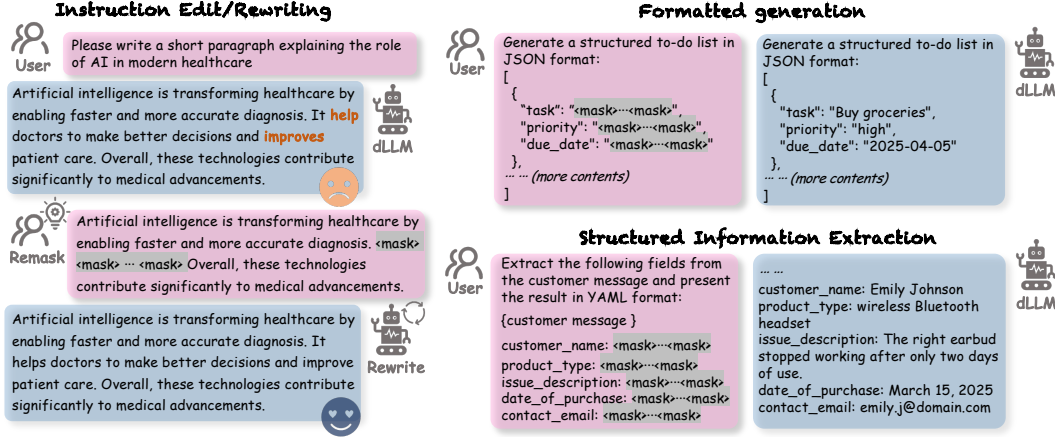 Instruction Edit/Rewriting
User
Please write a short paragraph explaining the role
of AI in modern healthcare
Artificial intelligence is transforming healthcare by
enabling faster and more accurate diagnosis. It help
doctors to make better decisions and improves
patient care. Overall, these technologies contribute
significantly to medical advancements.
dLLM
Remask
Artificial intelligence is transforming healthcare by
enabling faster and more accurate diagnosis. <mask>
<mask> ... <mask> Overall, these technologies
contribute significantly to medical advancements.
Artificial intelligence is transforming healthcare by
enabling faster and more accurate diagnosis. It
helps doctors to make better decisions and improve
patient care. Overall, these technologies contribute
significantly to medical advancements.
Rewrite
Formatted generation
User
Generate a structured to-do list in
JSON format:
[
{
"task": "<mask>...<mask>",
"priority": "<mask>...<mask>",
"due_date": "<mask>...<mask>"
},
... ... (more contents)
]
Generate a structured to-do list in
JSON format:
[
{
"task": "Buy groceries",
"priority": "high",
"due_date": "2025-04-05"
},
... ... (more contents)
]
dLLM
Structured Information Extraction
User
Extract the following fields from
the customer message and present
the result in YAML format:
{customer message }
customer_name: <mask>...<mask>
product_type: <mask>...<mask>
issue_description: <mask>...<mask>
date_of_purchase: <mask>...<mask>
contact_email: <mask>...<mask>
... ...
customer_name: Emily Johnson
product_type: wireless Bluetooth
headset
issue_description: The right earbud
stopped working after only two days
of use.
date_of_purchase: March 15, 2025
contact_email: emily.j@domain.com
dLLM